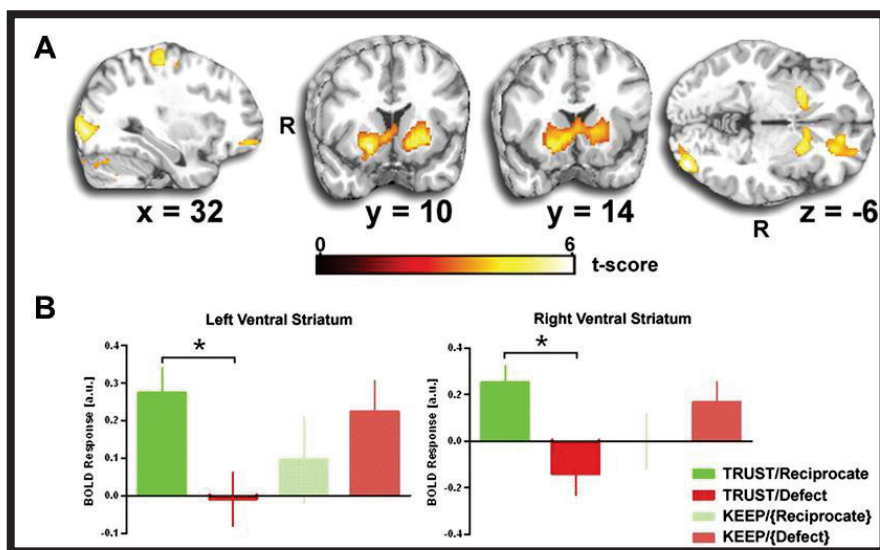 A
R
x = 32
y = 10
y = 14
z = -6
R
0
6
t-score
B
Left Ventral Striatum
BOLD Response [a.u.]
0.4
0.3
0.2
0.1
0.0
-0.1
*
Right Ventral Striatum
BOLD Response [a.u.]
0.4
0.2
0.0
-0.2
-0.4
*
TRUST/Reciprocate
TRUST/Defect
KEEP/{Reciprocate}
KEEP/{Defect}